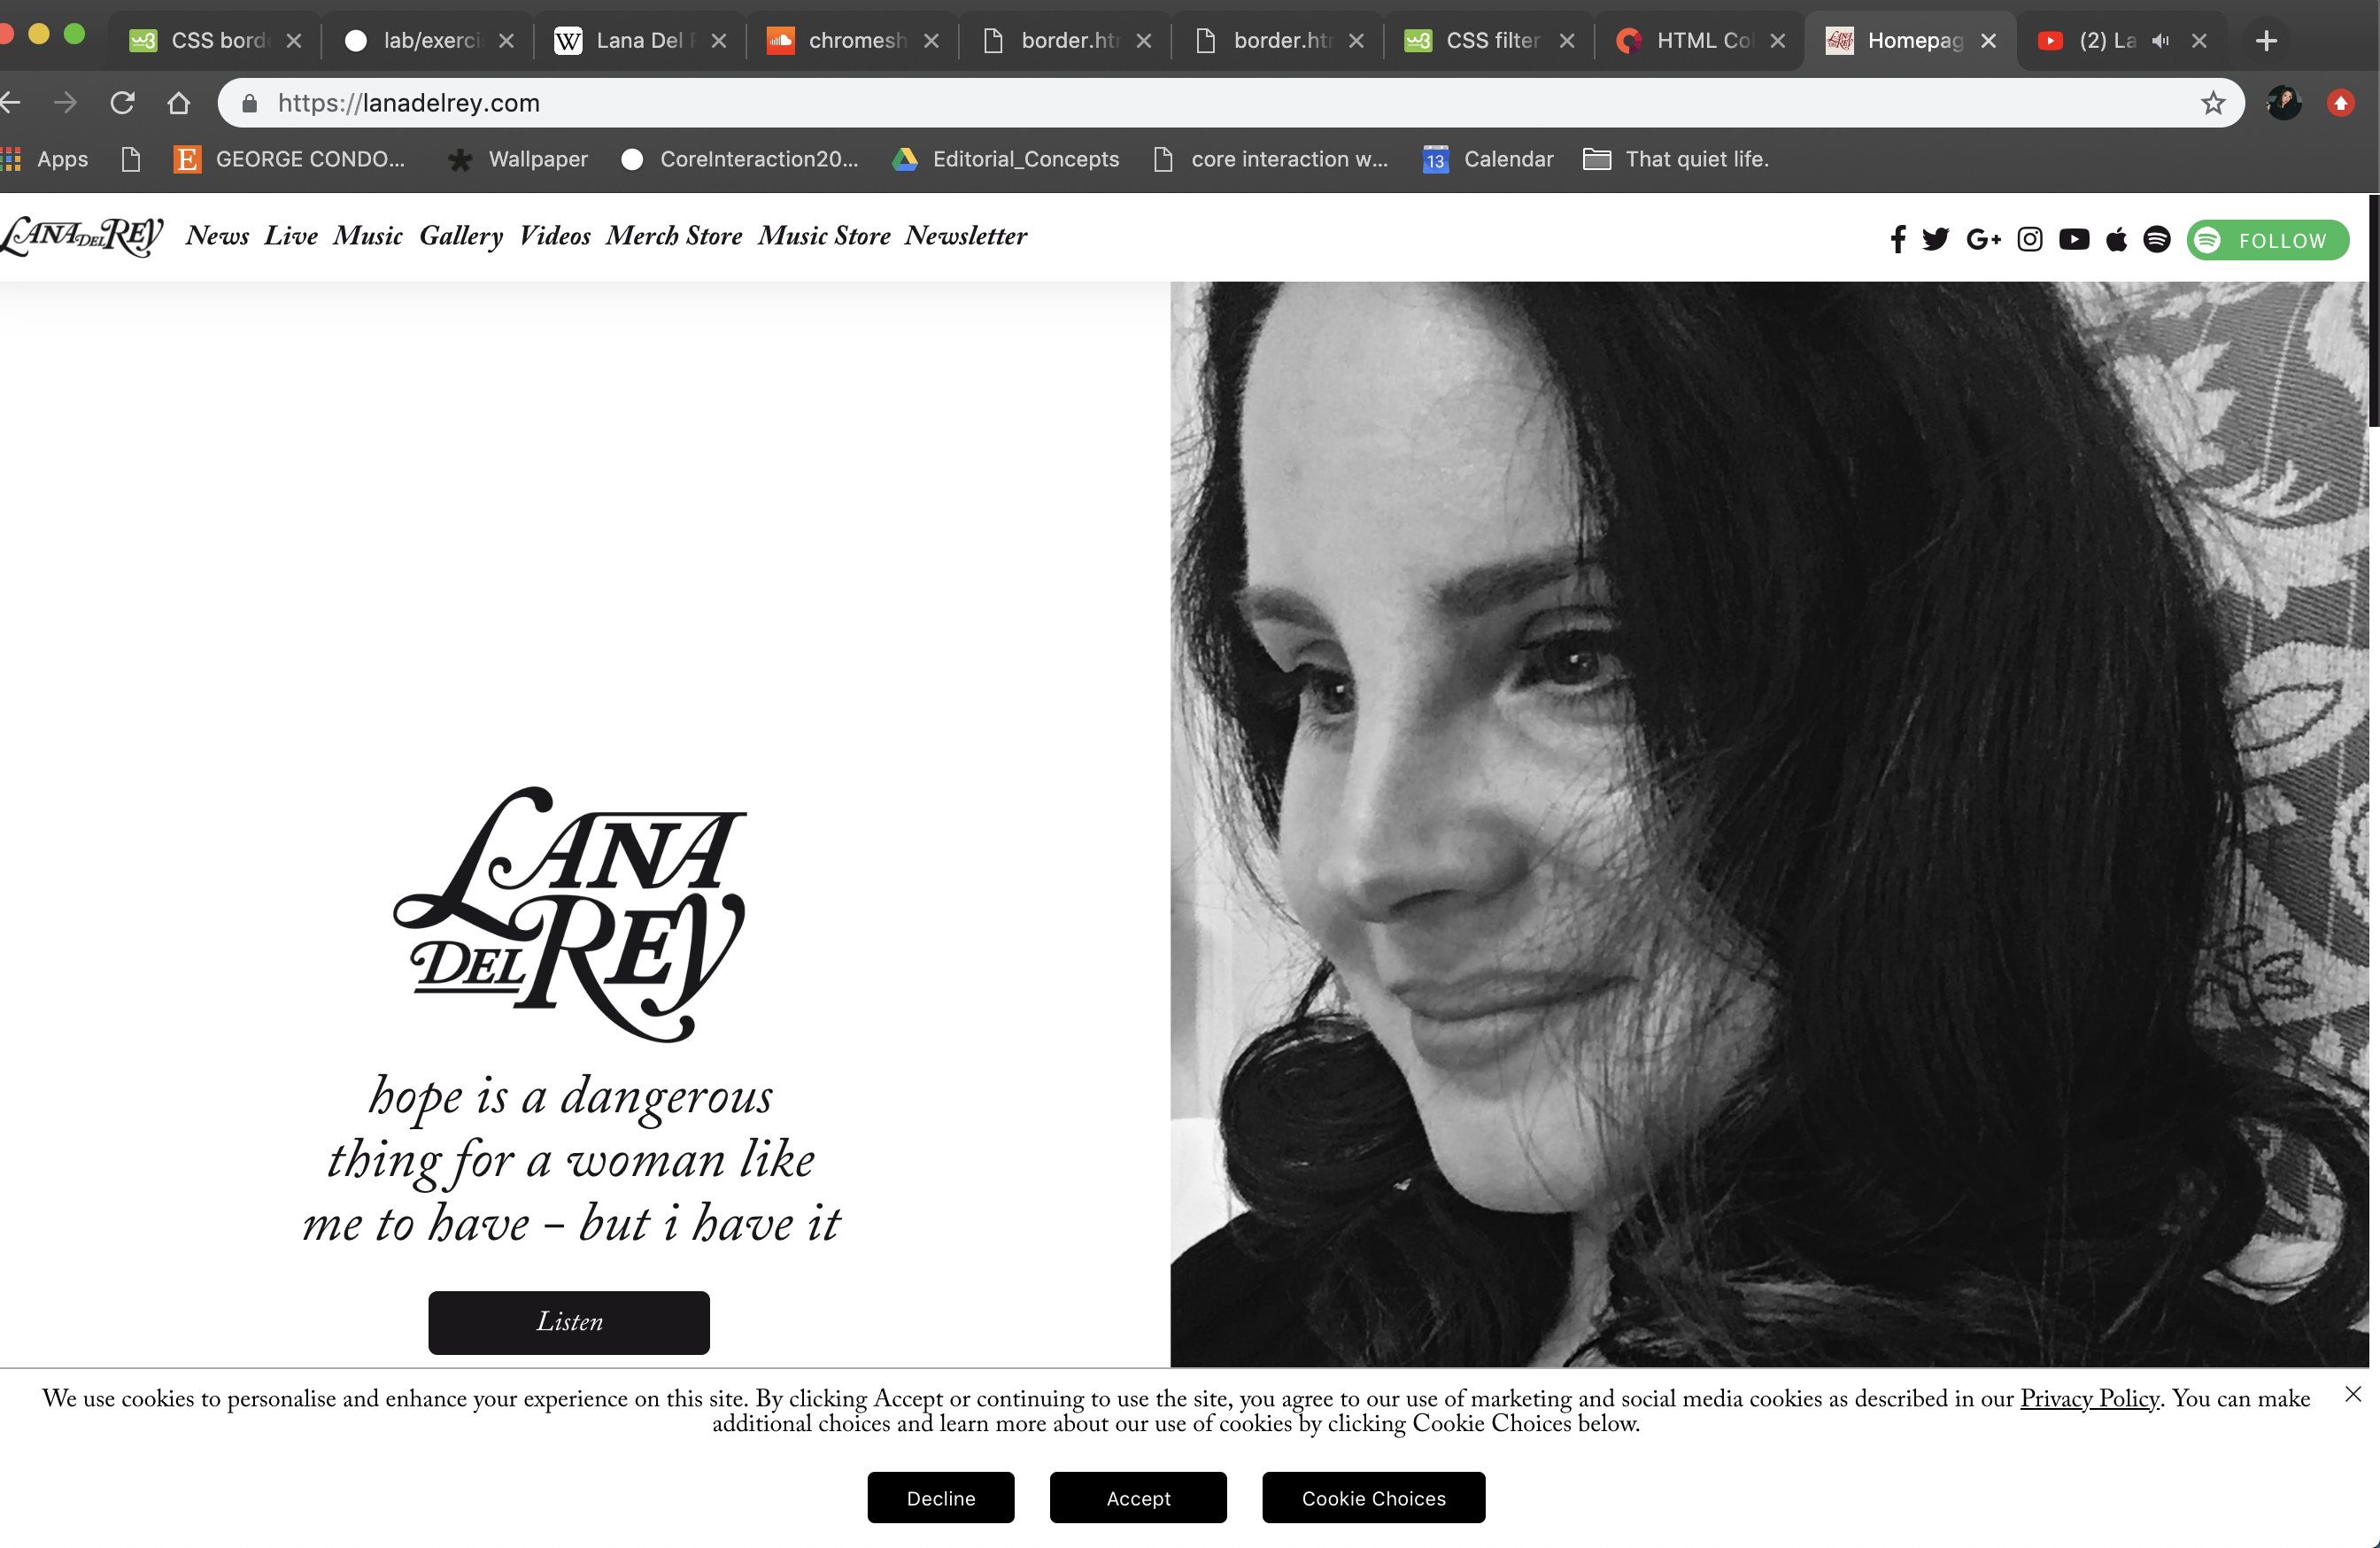 CSS bord
lab/exerci
Lana Del
chromesh
border.ht
border.ht
CSS filter
HTML Co
Homepag
(2) La
https://lanadelrey.com
Apps
GEORGE CONDO...
Wallpaper
CoreInteraction20...
Editorial_Concepts
core interaction w...
13
Calendar
That quiet life.
LANA DEL REY
News Live Music Gallery Videos Merch Store Music Store Newsletter
FOLLOW
LANA
DEL REY
hope is a dangerous
thing for a woman like
me to have – but i have it
Listen
We use cookies to personalise and enhance your experience on this site. By clicking Accept or continuing to use the site, you agree to our use of marketing and social media cookies as described in our Privacy Policy. You can make
additional choices and learn more about our use of cookies by clicking Cookie Choices below.
Decline
Accept
Cookie Choices